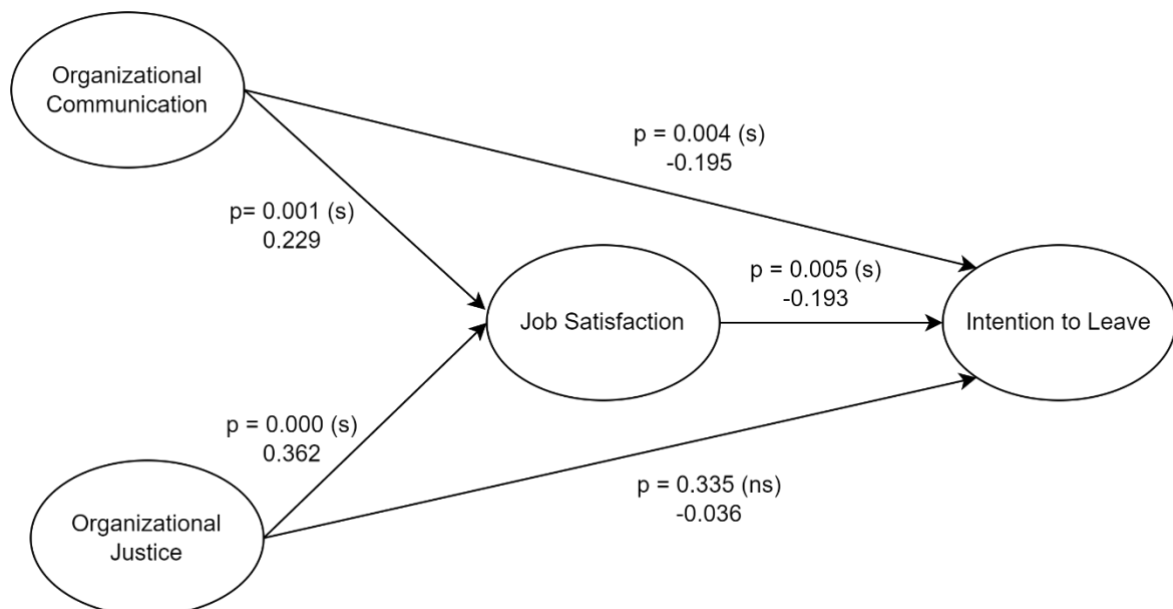 Organizational
Communication
p = 0.004 (s)
-0.195
p= 0.001 (s)
0.229
p = 0.005 (s)
-0.193
Job Satisfaction
Intention to Leave
p = 0.000 (s)
0.362
p = 0.335 (ns)
-0.036
Organizational
Justice